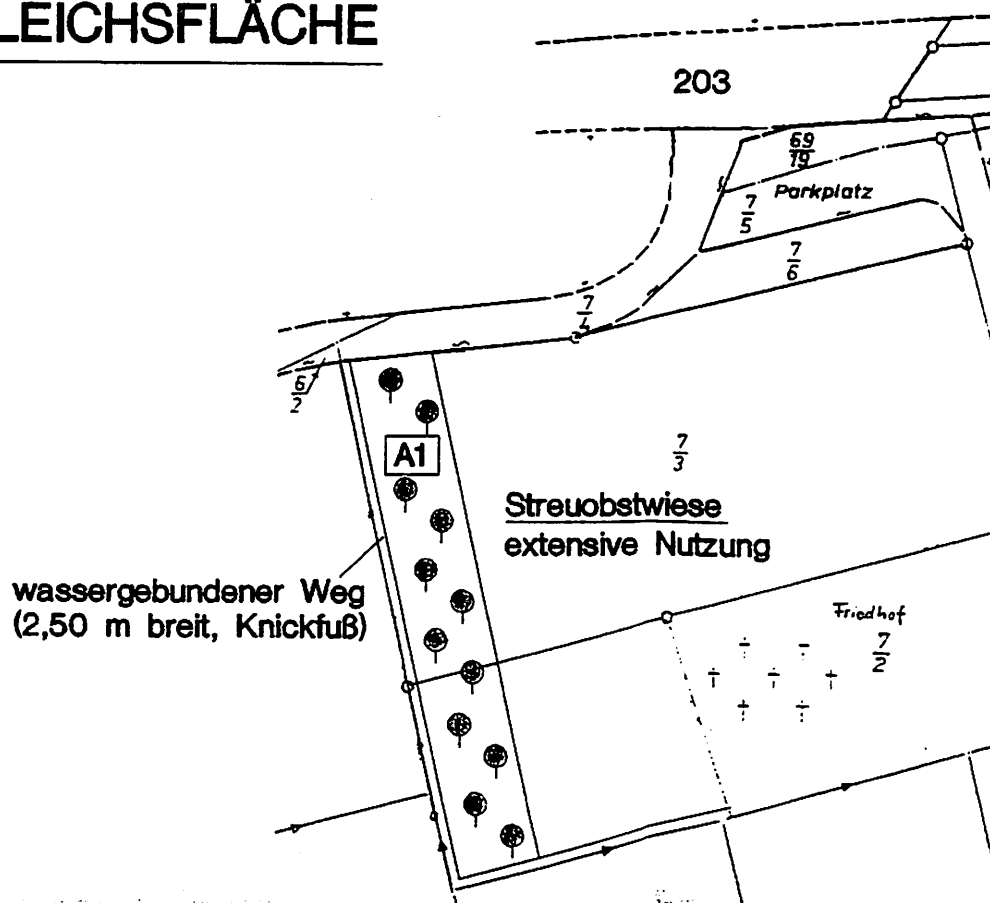 LEICHSFLÄCHE
203
69
19
Parkplatz
7
5
7
6
7
4
6
2
A1
7
3
Streuobstwiese
extensive Nutzung
wassergebundener Weg
(2,50 m breit, Knickfuß)
Friedhof
7
2